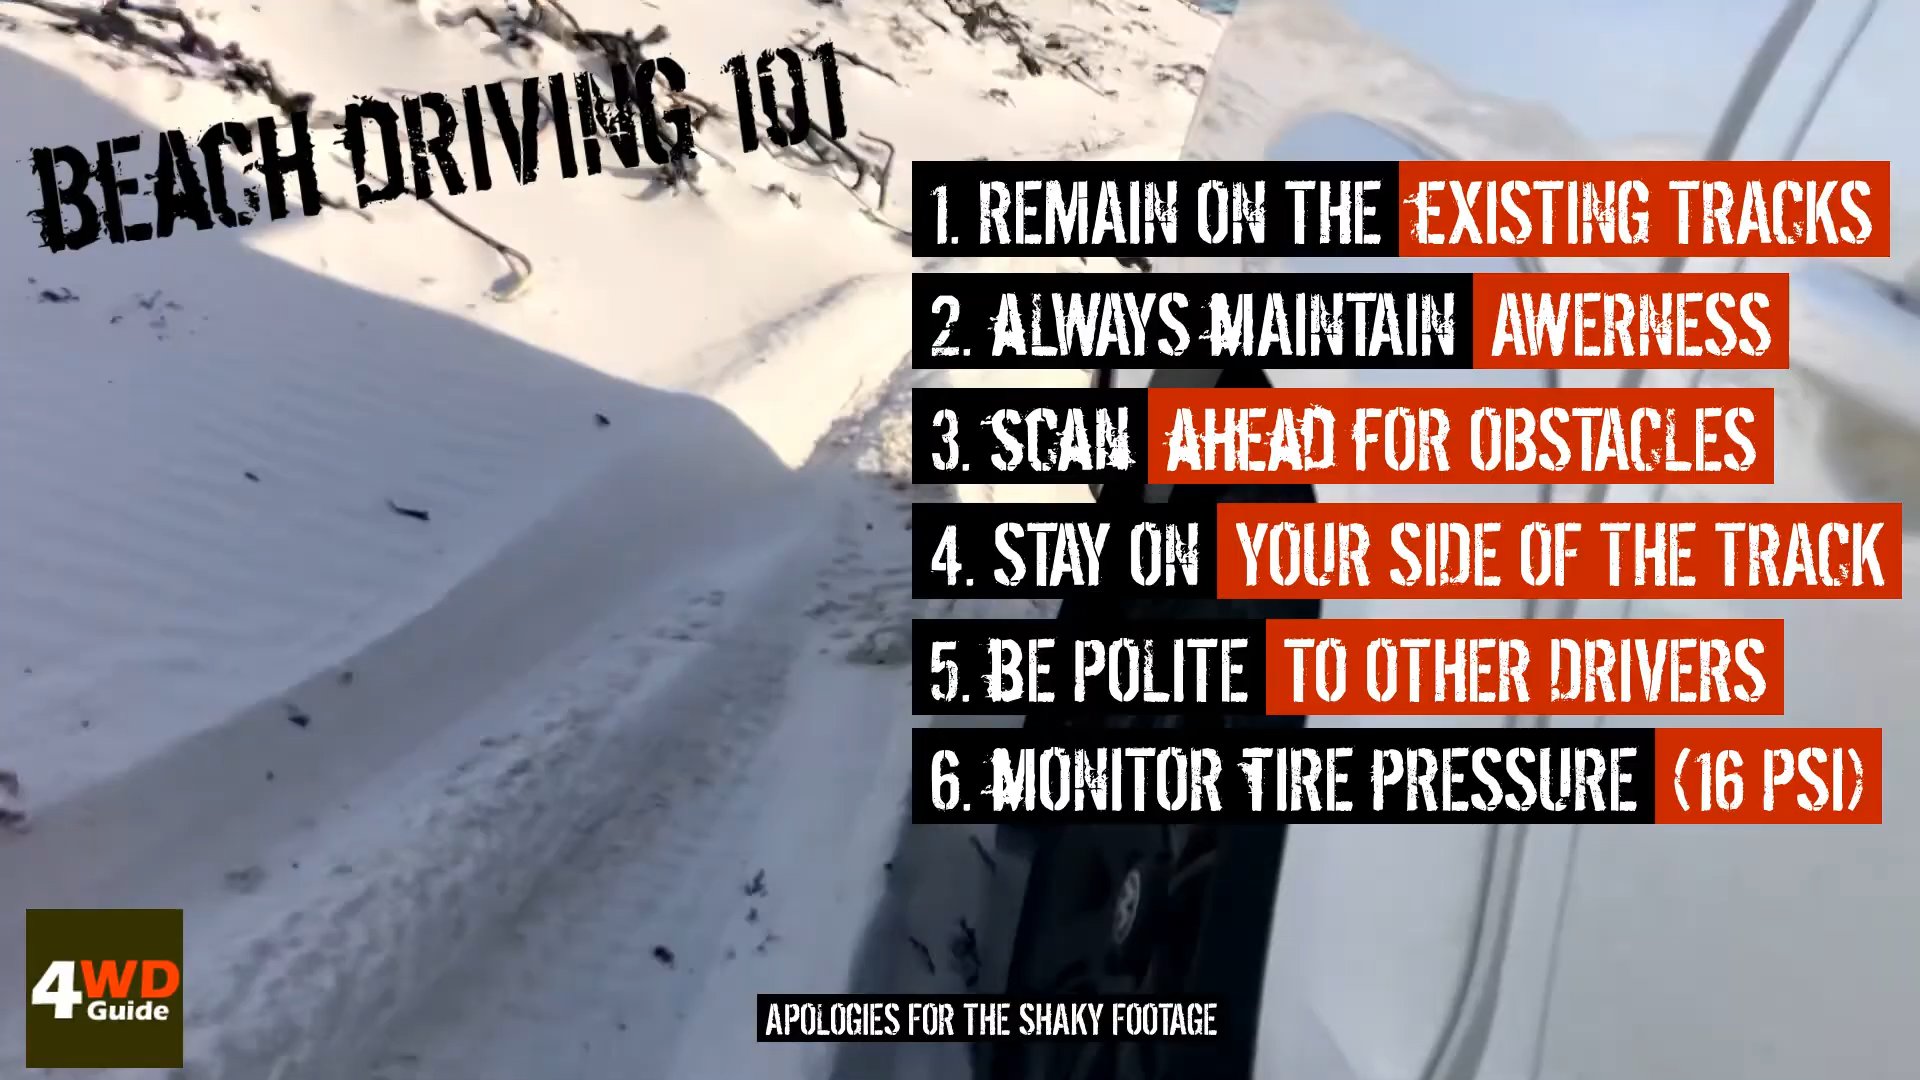 BEACH DRIVING 101
1. REMAIN ON THE EXISTING TRACKS
2. ALWAYS MAINTAIN AWERNESS
3. SCAN AHEAD FOR OBSTACLES
4. STAY ON YOUR SIDE OF THE TRACK
5. BE POLITE TO OTHER DRIVERS
6. MONITOR TIRE PRESSURE (16 PSI)
4WD
Guide
APOLOGIES FOR THE SHAKY FOOTAGE